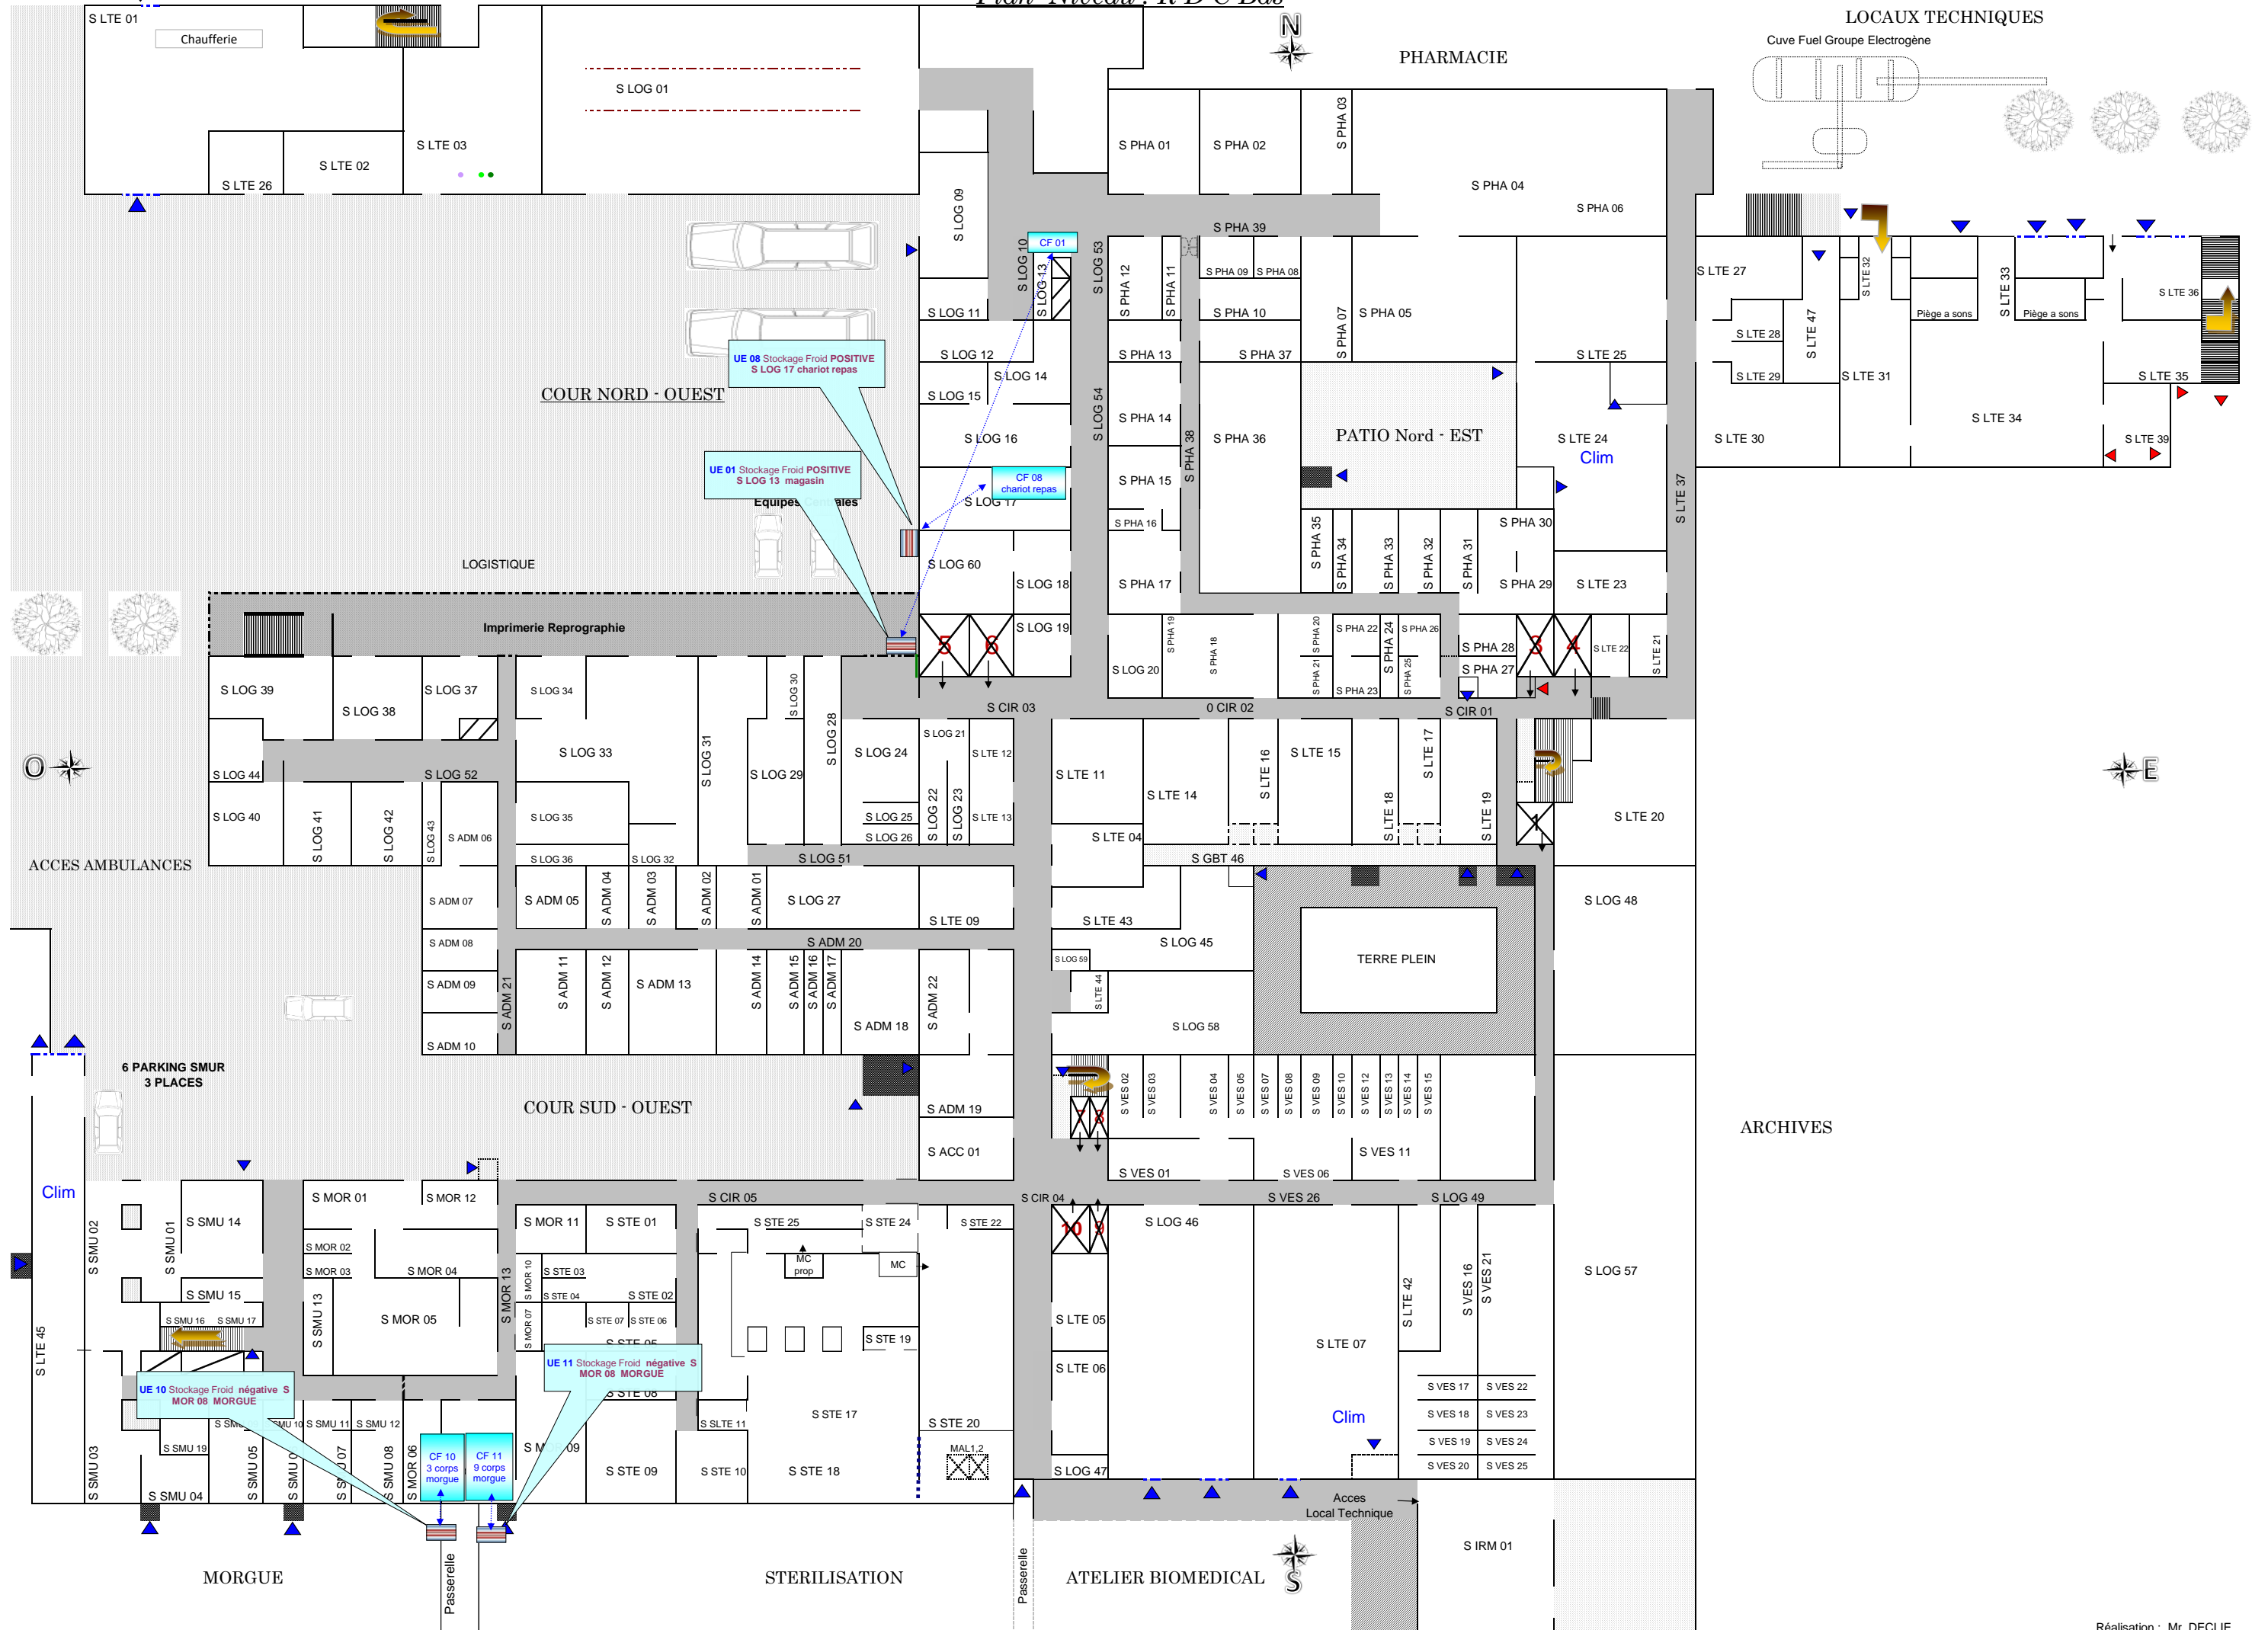 Plan Niveau : R D C Bas
S LTE 01
Chaufferie
N
LOCAUX TECHNIQUES
Cuve Fuel Groupe Electrogène
PHARMACIE
S LOG 01
S LTE 03
S LTE 02
S LTE 26
S PHA 01
S PHA 02
S PHA 03
S PHA 04
S PHA 06
S LOG 09
S LOG 10
CF 01
S LOG 13
S LOG 53
S PHA 39
S PHA 12
S PHA 11
S PHA 09
S PHA 08
S PHA 10
S PHA 07
S PHA 05
S LTE 27
S LTE 32
S LTE 33
S LTE 36
Piège a sons
Piège a sons
S LOG 11
S LOG 12
S PHA 13
S PHA 37
S LTE 25
S LTE 28
S LTE 47
S LTE 29
S LTE 31
S LTE 35
UE 08 Stockage Froid POSITIVE
S LOG 17 chariot repas
COUR NORD - OUEST
S LOG 14
S LOG 15
S LOG 54
S PHA 14
S PHA 38
S PHA 36
PATIO Nord - EST
S LTE 24
Clim
S LTE 30
S LTE 34
S LTE 39
S LOG 16
UE 01 Stockage Froid POSITIVE
S LOG 13 magasin
CF 08
chariot repas
S LOG 17
S PHA 15
S LTE 37
S PHA 16
S PHA 35
S PHA 34
S PHA 33
S PHA 32
S PHA 31
S PHA 30
LOGISTIQUE
S LOG 60
S LOG 18
S PHA 17
S PHA 29
S LTE 23
Imprimerie Reprographie
5
6
S LOG 19
S PHA 19
S PHA 18
S PHA 20
S PHA 22
S PHA 24
S PHA 26
S PHA 28
3
4
S LTE 22
S LTE 21
S LOG 20
S PHA 21
S PHA 23
S PHA 25
S PHA 27
S LOG 39
S LOG 38
S LOG 37
S LOG 34
S LOG 30
S CIR 03
0 CIR 02
S CIR 01
S LOG 33
S LOG 31
S LOG 29
S LOG 28
S LOG 24
S LOG 21
S LTE 12
S LTE 11
S LTE 16
S LTE 15
S LTE 17
O
E
S LOG 44
S LOG 52
S LTE 14
S LOG 40
S LOG 41
S LOG 42
S LOG 43
S ADM 06
S LOG 35
S LOG 25
S LOG 26
S LOG 22
S LOG 23
S LTE 13
S LTE 04
S LTE 18
S LTE 19
1
S LTE 20
ACCES AMBULANCES
S LOG 36
S LOG 32
S LOG 51
S GBT 46
S ADM 07
S ADM 05
S ADM 04
S ADM 03
S ADM 02
S ADM 01
S LOG 27
S LTE 09
S LTE 43
S LOG 48
S ADM 08
S ADM 20
S LOG 45
S LOG 59
TERRE PLEIN
S ADM 09
S ADM 21
S ADM 11
S ADM 12
S ADM 13
S ADM 14
S ADM 15
S ADM 16
S ADM 17
S ADM 18
S ADM 22
S LTE 44
S LOG 58
S ADM 10
6 PARKING SMUR
3 PLACES
COUR SUD - OUEST
S ADM 19
7
8
S VES 02
S VES 03
S VES 04
S VES 05
S VES 07
S VES 08
S VES 09
S VES 10
S VES 12
S VES 13
S VES 14
S VES 15
ARCHIVES
S ACC 01
S VES 01
S VES 06
S VES 11
Clim
S MOR 01
S MOR 12
S CIR 05
S CIR 04
S VES 26
S LOG 49
S SMU 02
S SMU 01
S SMU 14
S MOR 11
S STE 01
S STE 25
S STE 24
S STE 22
10
9
S LOG 46
S MOR 02
S MOR 03
S MOR 04
S MOR 13
S MOR 10
S STE 03
S STE 04
S STE 02
MC
prop
MC
S LOG 57
S SMU 15
S SMU 16
S SMU 17
S SMU 13
S MOR 05
S MOR 07
S STE 07
S STE 06
S STE 19
S LTE 05
S LTE 42
S VES 16
S VES 21
S LTE 45
S LTE 07
UE 10 Stockage Froid négative S
MOR 08 MORGUE
UE 11 Stockage Froid négative S
MOR 08 MORGUE
S STE 08
S LTE 06
S VES 17
S VES 22
S SMU 11
S SMU 12
S SLTE 11
S STE 17
S STE 20
Clim
S VES 18
S VES 23
S SMU 03
S SMU 19
S SMU 05
S SMU 07
S SMU 08
S MOR 06
CF 10
3 corps
morgue
CF 11
9 corps
morgue
S STE 09
S STE 10
S STE 18
MAL1,2
S VES 19
S VES 24
S VES 20
S VES 25
S SMU 04
S LOG 47
Acces
Local Technique
S IRM 01
MORGUE
Passerelle
STERILISATION
Passerelle
ATELIER BIOMEDICAL
S
Réalisation : Mr DECLIE